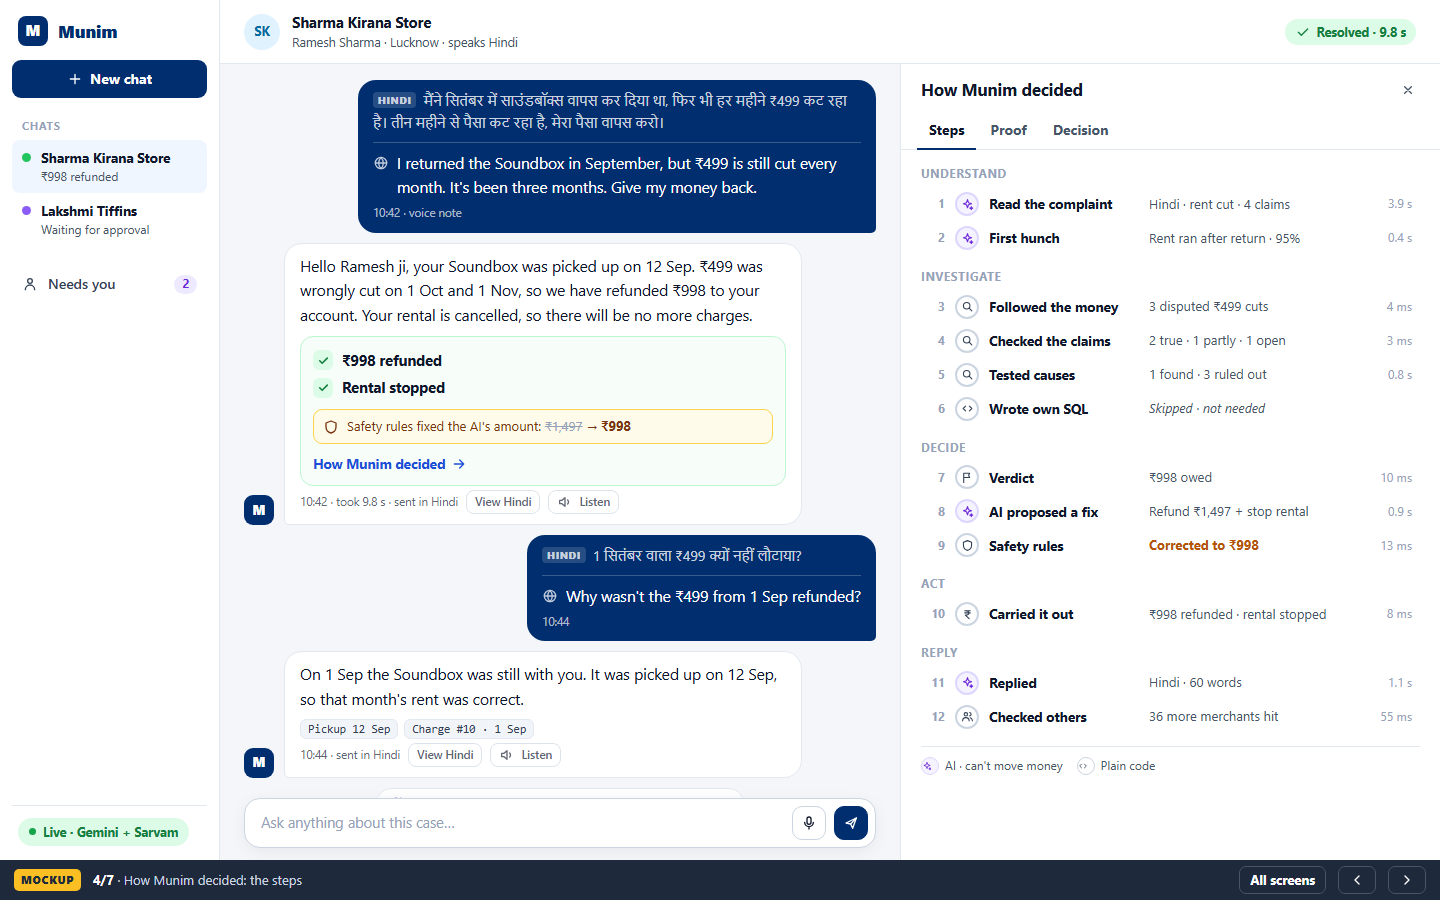 M Munim
+ New chat
CHATS
Sharma Kirana Store
₹998 refunded
Lakshmi Tiffins
Waiting for approval
Needs you 2
Live · Gemini + Sarvam
SK
Sharma Kirana Store
Ramesh Sharma · Lucknow · speaks Hindi
Resolved · 9.8 s
HINDI मैंने सितंबर में साउंडबॉक्स वापस कर दिया था, फिर भी हर महीने ₹499 कट रहा
है। तीन महीने से पैसा कट रहा है, मेरा पैसा वापस करो।
I returned the Soundbox in September, but ₹499 is still cut every
month. It's been three months. Give my money back.
10:42 · voice note
Hello Ramesh ji, your Soundbox was picked up on 12 Sep. ₹499 was
wrongly cut on 1 Oct and 1 Nov, so we have refunded ₹998 to your
account. Your rental is cancelled, so there will be no more charges.
₹998 refunded
Rental stopped
Safety rules fixed the AI's amount: ₹1,497 → ₹998
How Munim decided →
M
10:42 · took 9.8 s · sent in Hindi View Hindi Listen
HINDI 1 सितंबर वाला ₹499 क्यों नहीं लौटाया?
Why wasn't the ₹499 from 1 Sep refunded?
10:44
On 1 Sep the Soundbox was still with you. It was picked up on 12 Sep,
so that month's rent was correct.
Pickup 12 Sep Charge #10 · 1 Sep
M
10:44 · sent in Hindi View Hindi Listen
Ask anything about this case...
How Munim decided ×
Steps Proof Decision
UNDERSTAND
1 Read the complaint Hindi · rent cut · 4 claims 3.9 s
2 First hunch Rent ran after return · 95% 0.4 s
INVESTIGATE
3 Followed the money 3 disputed ₹499 cuts 4 ms
4 Checked the claims 2 true · 1 partly · 1 open 3 ms
5 Tested causes 1 found · 3 ruled out 0.8 s
6 Wrote own SQL Skipped · not needed
DECIDE
7 Verdict ₹998 owed 10 ms
8 AI proposed a fix Refund ₹1,497 + stop rental 0.9 s
9 Safety rules Corrected to ₹998 13 ms
ACT
10 ₹ Carried it out ₹998 refunded · rental stopped 8 ms
REPLY
11 Replied Hindi · 60 words 1.1 s
12 Checked others 36 more merchants hit 55 ms
AI · can't move money Plain code
MOCKUP 4/7 · How Munim decided: the steps
All screens